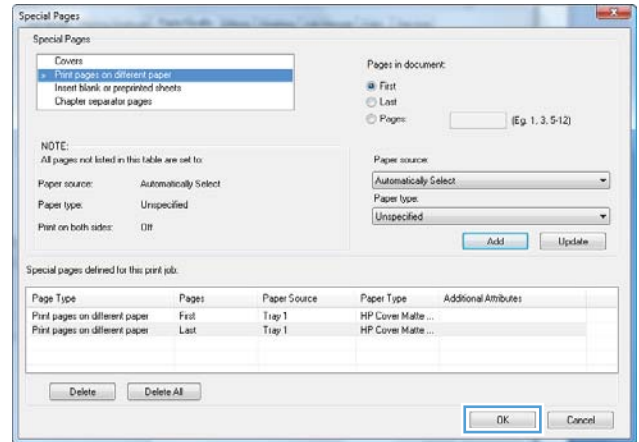 Special Pages
Special Pages
Covers
Print pages on different paper
Insert blank or preprinted sheets
Chapter separator pages
Pages in document:
First
Last
Pages:
(Eg. 1, 3, 5-12)
NOTE:
All pages not listed in this table are set to:
Paper source: Automatically Select
Paper type: Unspecified
Print on both sides: Off
Paper source:
Automatically Select
Paper type:
Unspecified
Add Update
Special pages defined for this print job:
Page Type Pages Paper Source Paper Type Additional Attributes
Print pages on different paper First Tray 1 HP Cover Matte ...
Print pages on different paper Last Tray 1 HP Cover Matte ...
Delete Delete All
OK Cancel